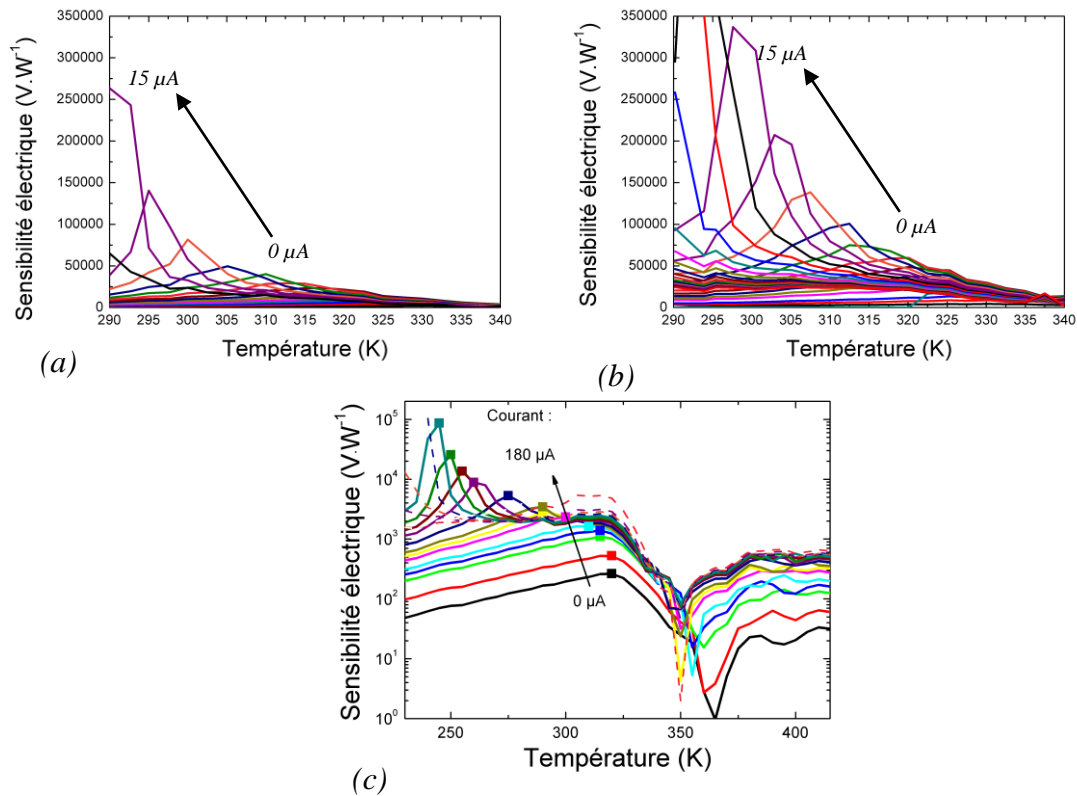 Sensibilité électrique (V.W⁻¹)
350000
300000
250000
200000
150000
100000
50000
0
15 µA
0 µA
290 295 300 305 310 315 320 325 330 335 340
Température (K)
(a)
Sensibilité électrique (V.W⁻¹)
350000
300000
250000
200000
150000
100000
50000
0
15 µA
0 µA
290 295 300 305 310 315 320 325 330 335 340
Température (K)
(b)
Sensibilité électrique (V.W⁻¹)
10⁵
10⁴
10³
10²
10¹
10⁰
Courant :
180 µA
0 µA
250 300 350 400
Température (K)
(c)